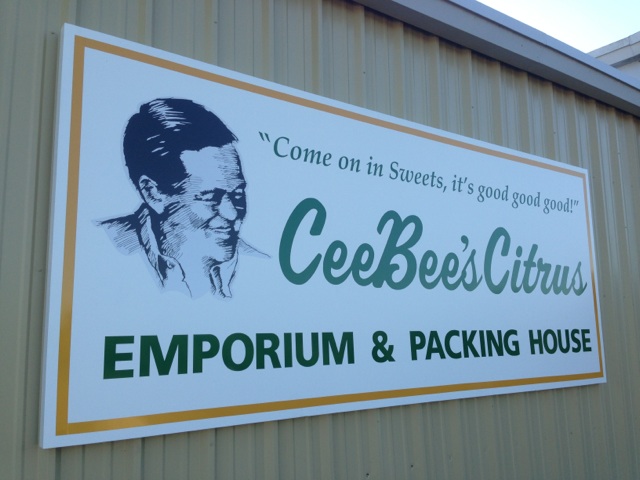 “Come on in Sweets, it's good good good!”
CeeBee's Citrus
EMPORIUM & PACKING HOUSE